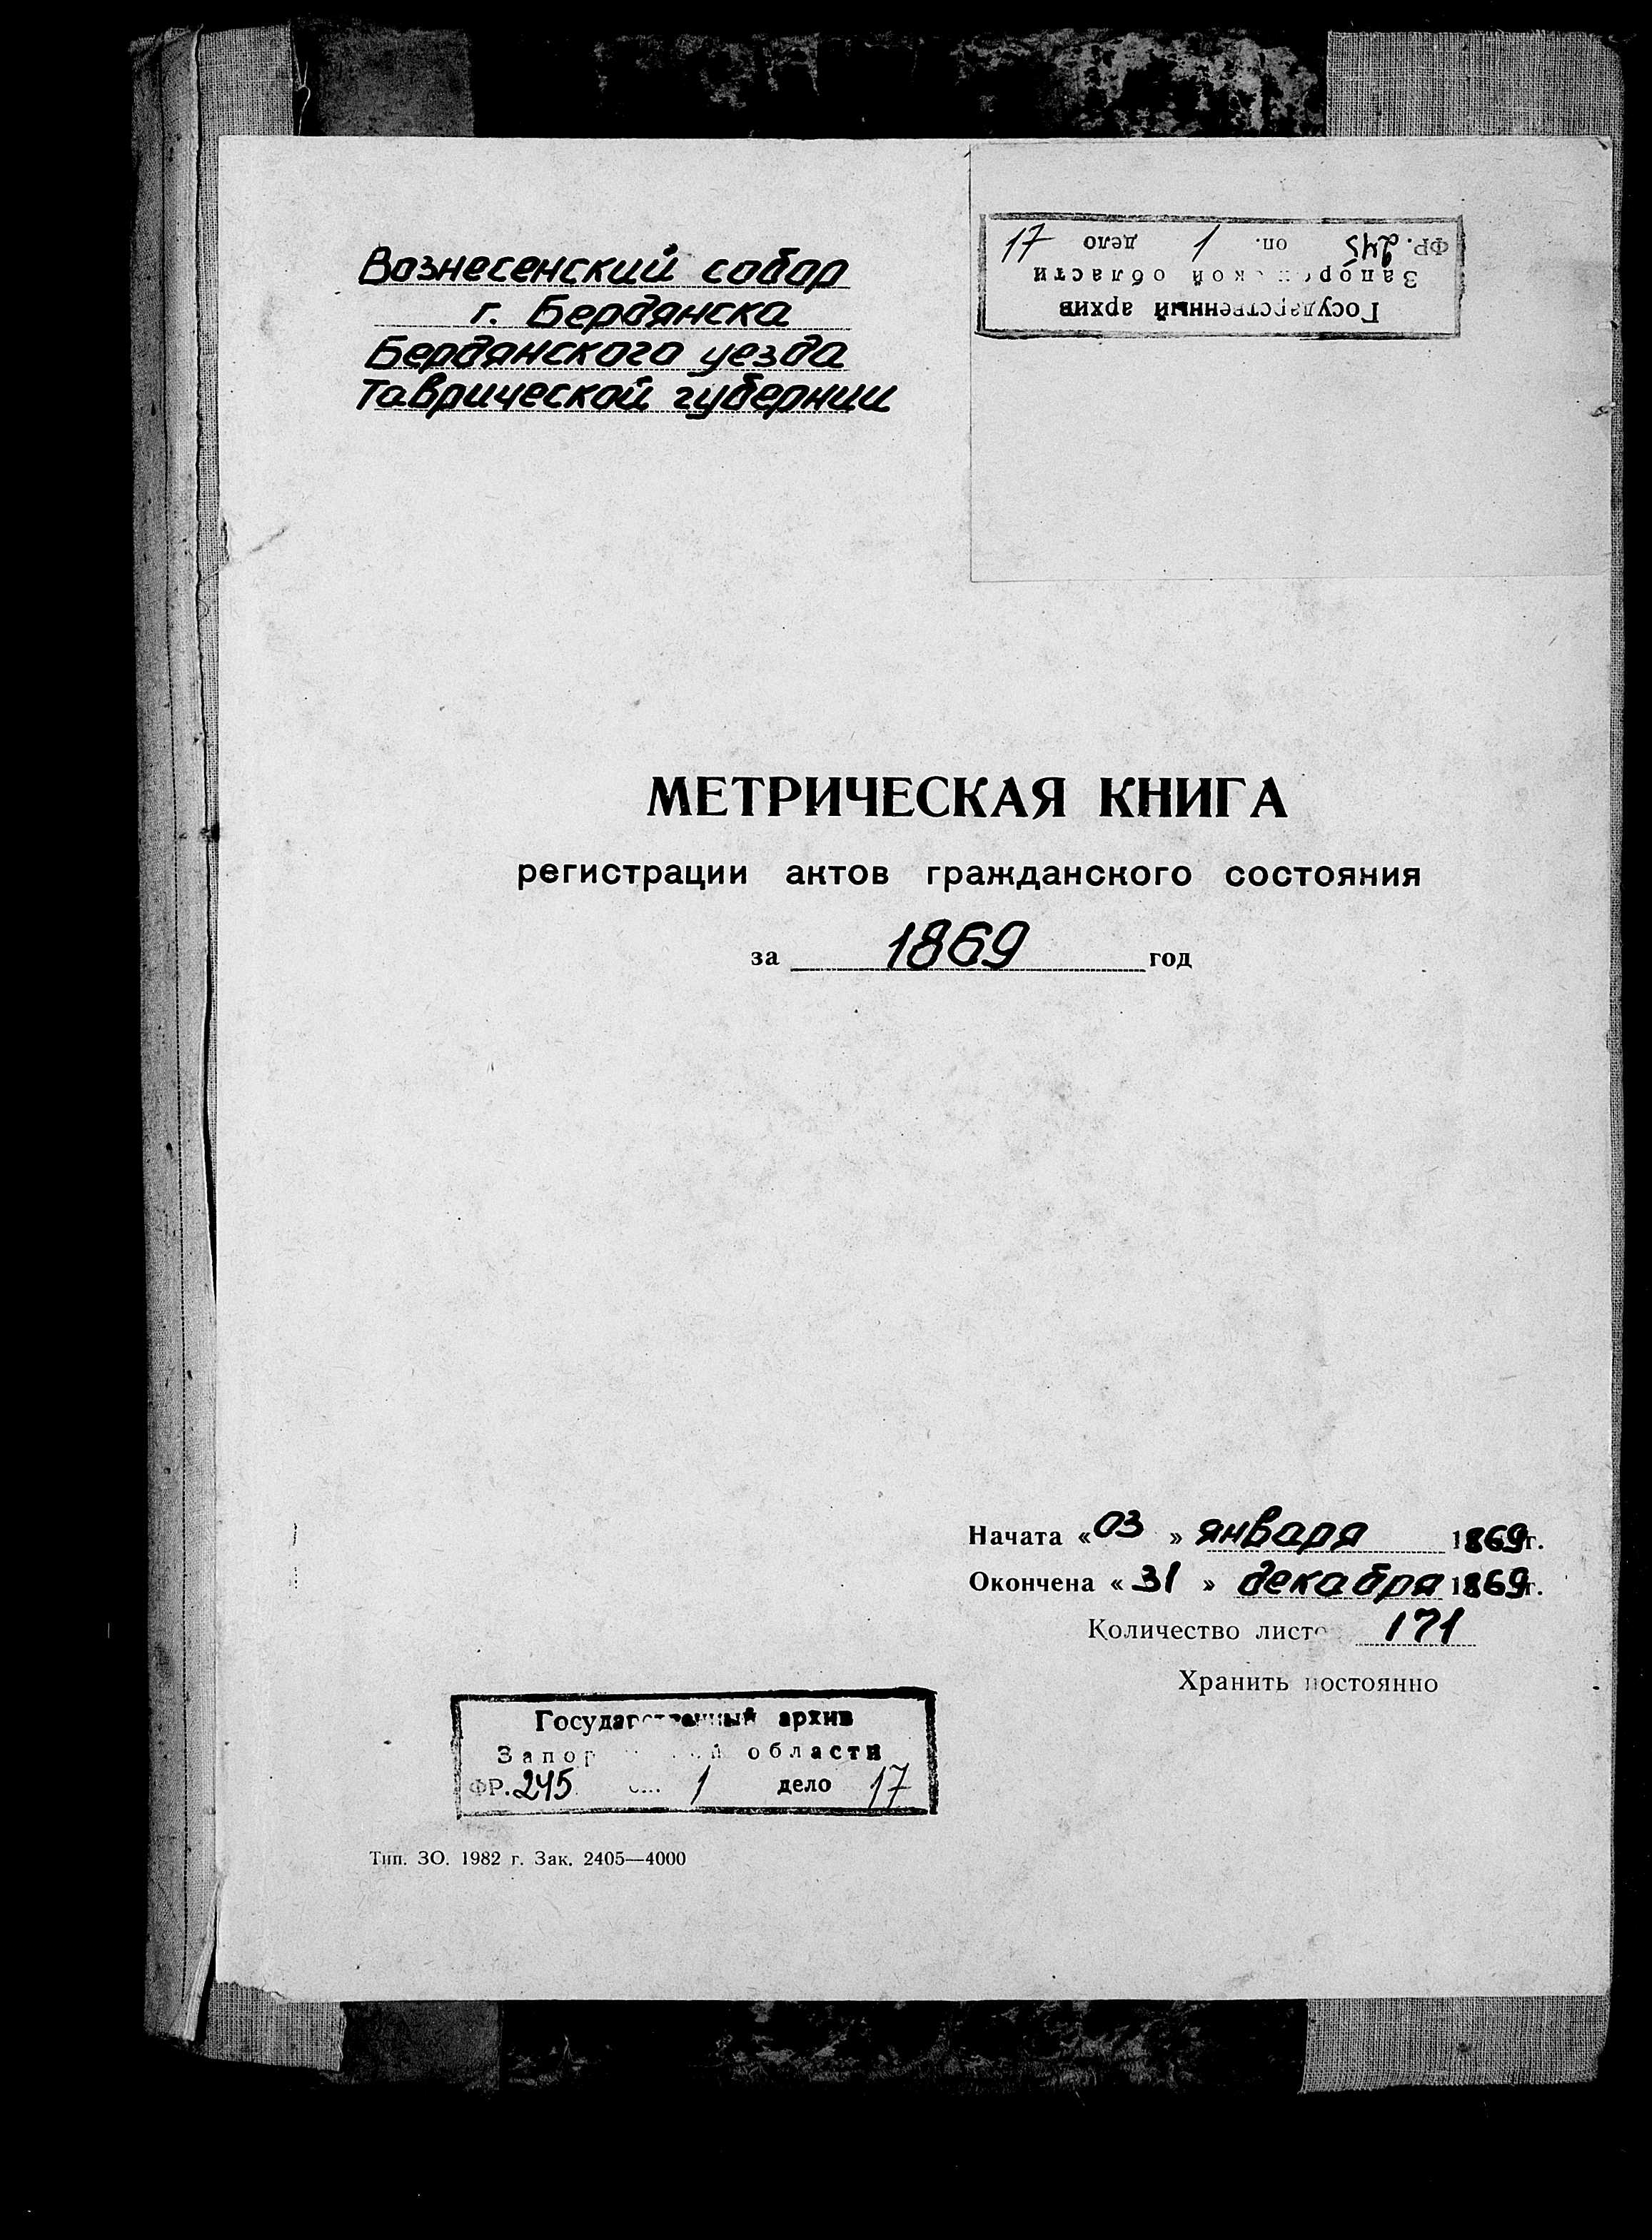 Вознесенский собор
г. Бердянска
Бердянского уезда
Таврической губернии
Государственный архив
Запорожской области
ФР. 245 оп. 1 дело 17
МЕТРИЧЕСКАЯ КНИГА
регистрации актов гражданского состояния
за 1869 год
Начата «03» января 1869 г.
Окончена «31» декабря 1869 г.
Количество листов 171
Хранить постоянно
Государственный архив
Запорожской области
ФР. 245 оп. 1 дело 17
Тип. ЗО. 1982 г. Зак. 2405—4000